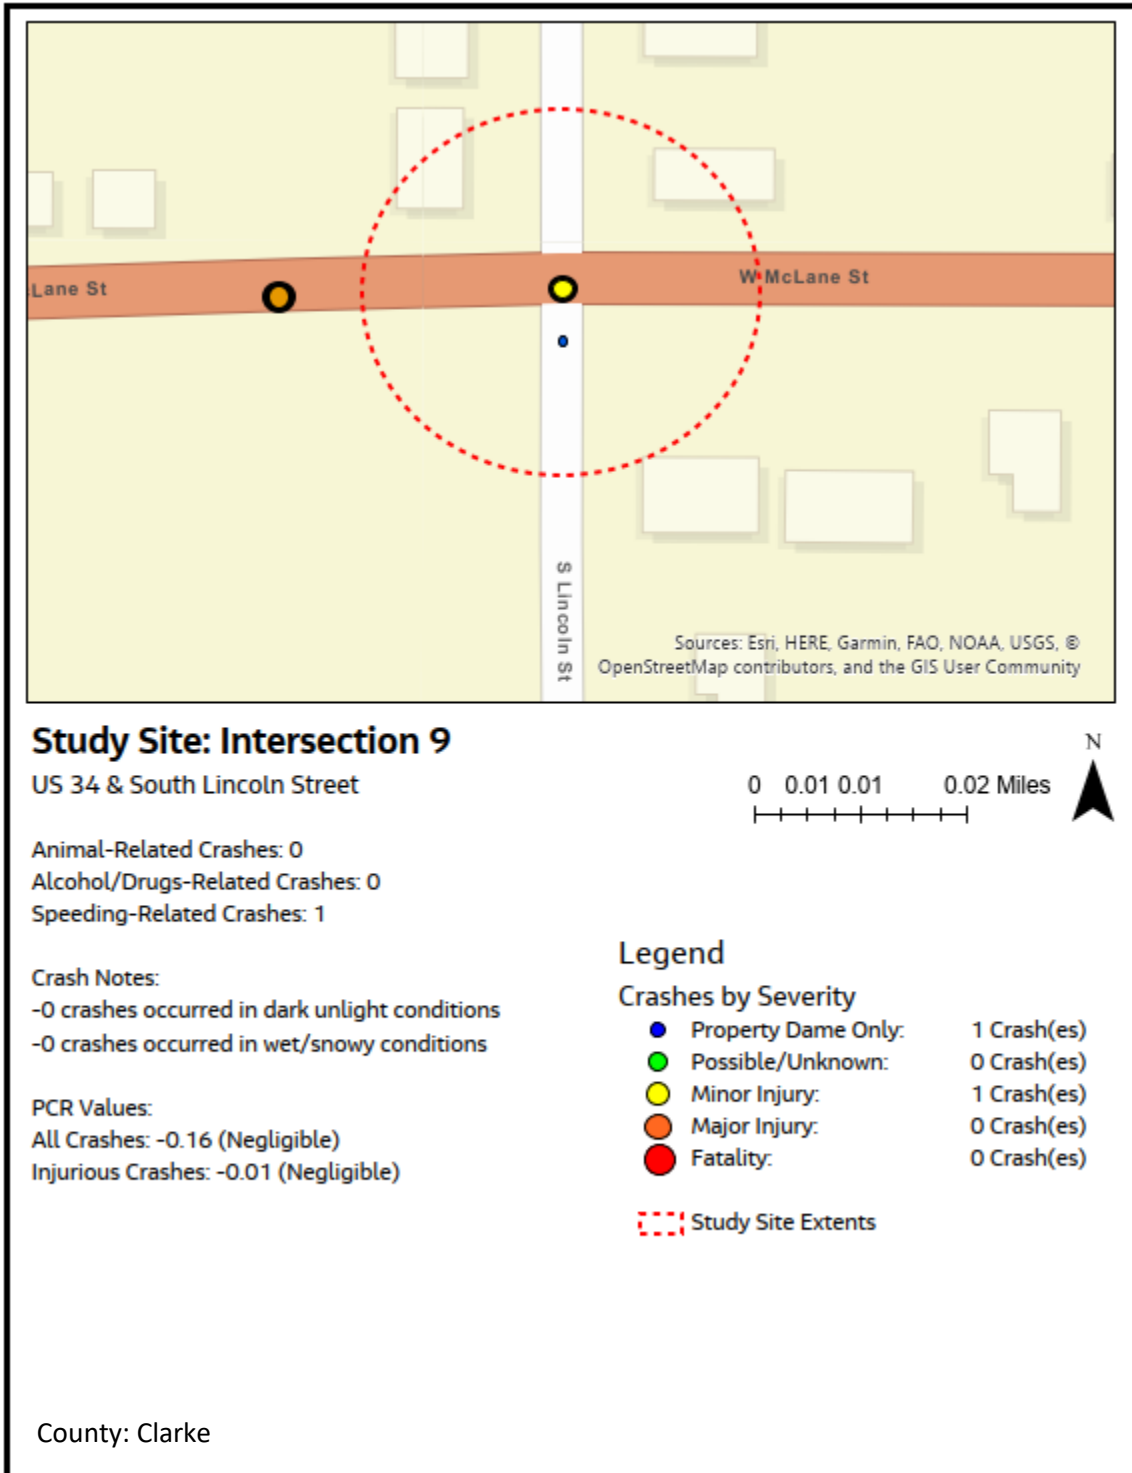 cLane St
W McLane St
S Lincoln St
Sources: Esri, HERE, Garmin, FAO, NOAA, USGS, ©
OpenStreetMap contributors, and the GIS User Community
Study Site: Intersection 9
US 34 & South Lincoln Street
N
0 0.01 0.01 0.02 Miles
Animal-Related Crashes: 0
Alcohol/Drugs-Related Crashes: 0
Speeding-Related Crashes: 1
Crash Notes:
-0 crashes occurred in dark unlight conditions
-0 crashes occurred in wet/snowy conditions
PCR Values:
All Crashes: -0.16 (Negligible)
Injurious Crashes: -0.01 (Negligible)
Legend
Crashes by Severity
Property Dame Only: 1 Crash(es)
Possible/Unknown: 0 Crash(es)
Minor Injury: 1 Crash(es)
Major Injury: 0 Crash(es)
Fatality: 0 Crash(es)
Study Site Extents
County: Clarke